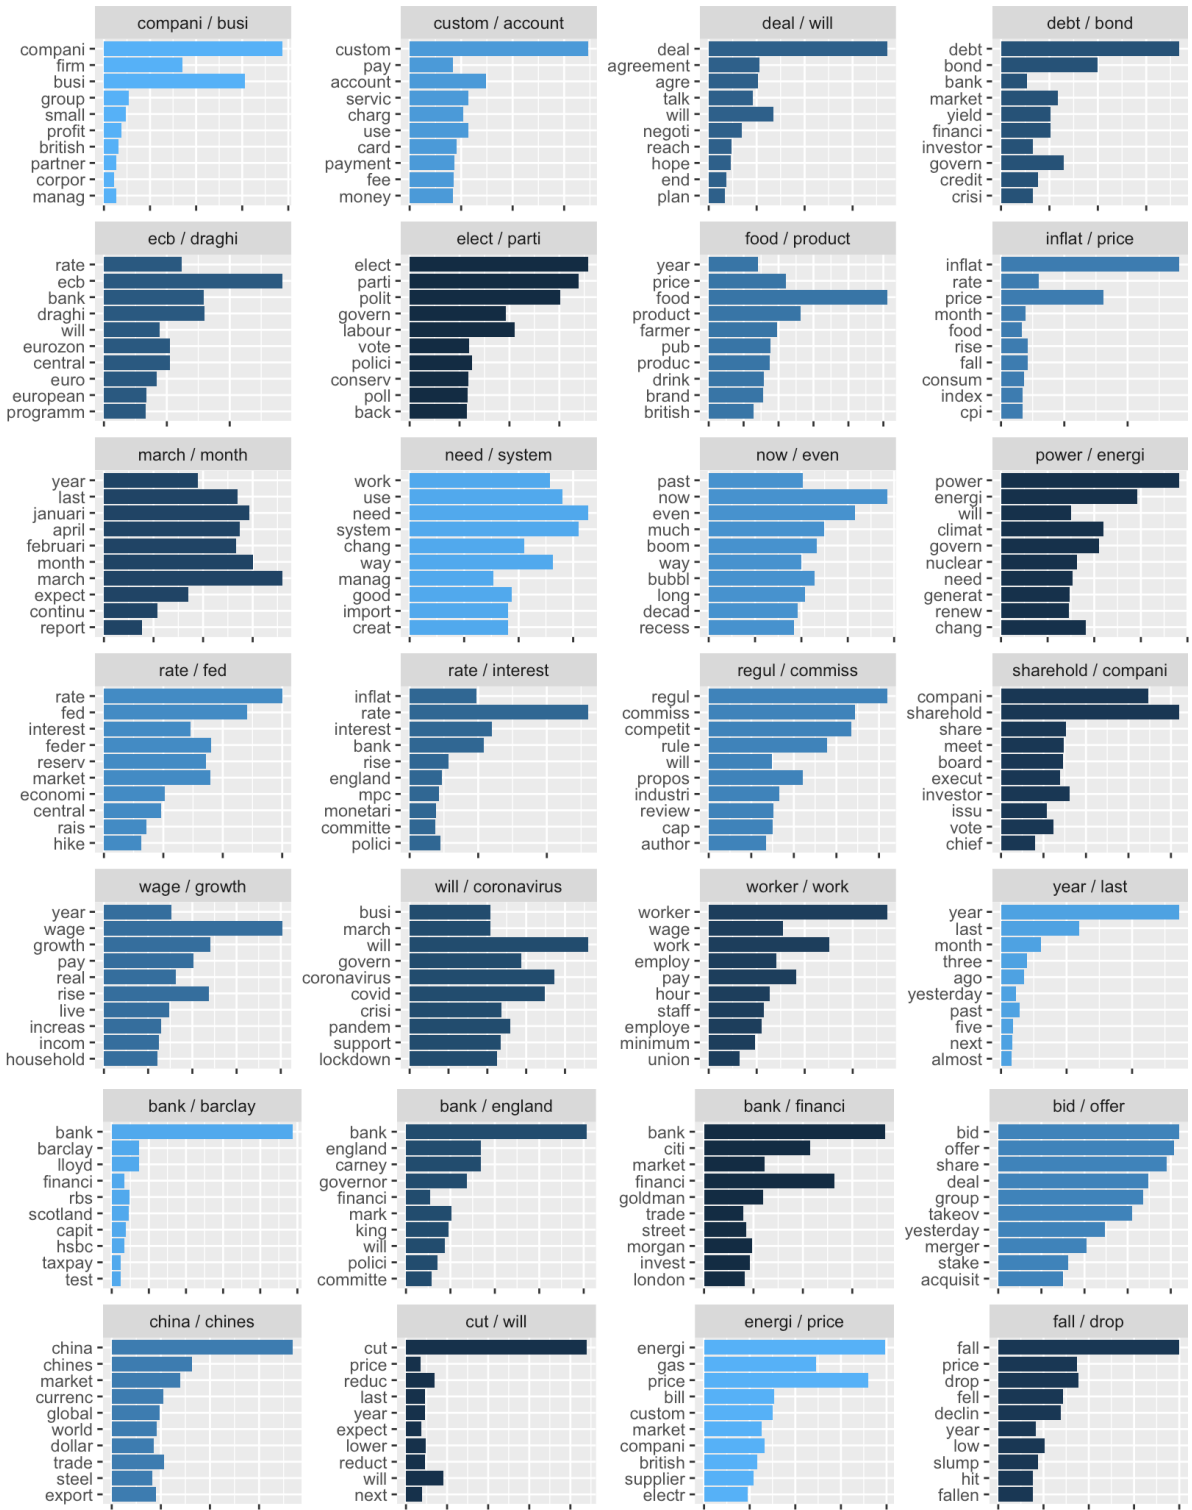 compani / busi
compani
firm
busi
group
small
profit
british
partner
corpor
manag
custom / account
custom
pay
account
servic
charg
use
card
payment
fee
money
deal / will
deal
agreement
agre
talk
will
negoti
reach
hope
end
plan
debt / bond
debt
bond
bank
market
yield
financi
investor
govern
credit
crisi
ecb / draghi
rate
ecb
bank
draghi
will
eurozon
central
euro
european
programm
elect / parti
elect
parti
polit
govern
labour
vote
polici
conserv
poll
back
food / product
year
price
food
product
farmer
pub
produc
drink
brand
british
inflat / price
inflat
rate
price
month
food
rise
fall
consum
index
cpi
march / month
year
last
januari
april
februari
month
march
expect
continu
report
need / system
work
use
need
system
chang
way
manag
good
import
creat
now / even
past
now
even
much
boom
way
bubbl
long
decad
recess
power / energi
power
energi
will
climat
govern
nuclear
need
generat
renew
chang
rate / fed
rate
fed
interest
feder
reserv
market
economi
central
rais
hike
rate / interest
inflat
rate
interest
bank
rise
england
mpc
monetari
committe
polici
regul / commiss
regul
commiss
competit
rule
will
propos
industri
review
cap
author
sharehold / compani
compani
sharehold
share
meet
board
execut
investor
issu
vote
chief
wage / growth
year
wage
growth
pay
real
rise
live
increas
incom
household
will / coronavirus
busi
march
will
govern
coronavirus
covid
crisi
pandem
support
lockdown
worker / work
worker
wage
work
employ
pay
hour
staff
employe
minimum
union
year / last
year
last
month
three
ago
yesterday
past
five
next
almost
bank / barclay
bank
barclay
lloyd
financi
rbs
scotland
capit
hsbc
taxpay
test
bank / england
bank
england
carney
governor
financi
mark
king
will
polici
committe
bank / financi
bank
citi
market
financi
goldman
trade
street
morgan
invest
london
bid / offer
bid
offer
share
deal
group
takeov
yesterday
merger
stake
acquisit
china / chines
china
chines
market
currenc
global
world
dollar
trade
steel
export
cut / will
cut
price
reduc
last
year
expect
lower
reduct
will
next
energi / price
energi
gas
price
bill
custom
market
compani
british
supplier
electr
fall / drop
fall
price
drop
fell
declin
year
low
slump
hit
fallen